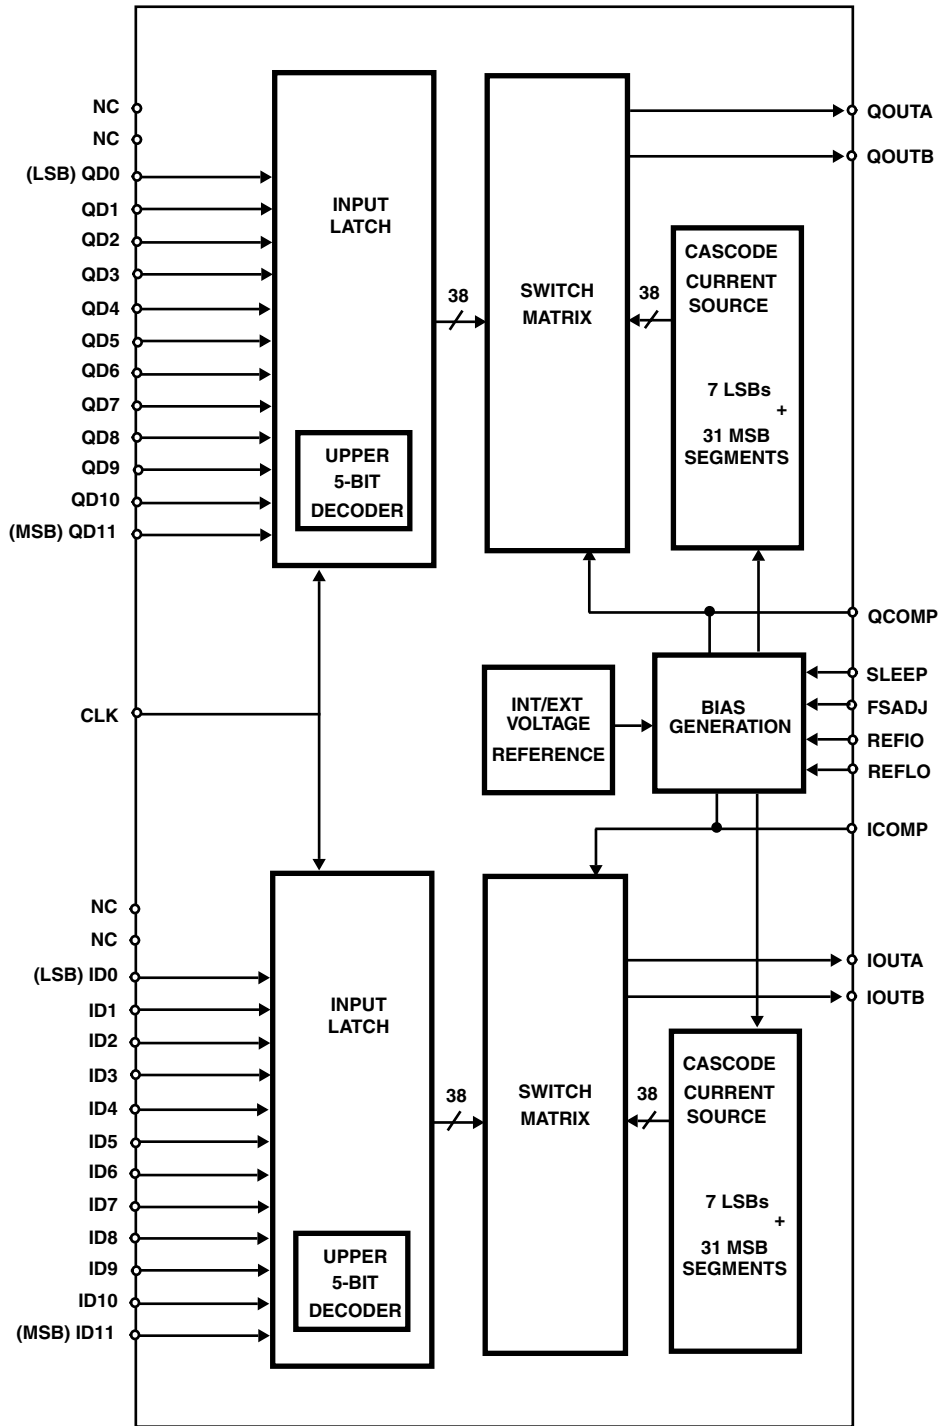 NC
NC
(LSB) QD0
QD1
QD2
QD3
QD4
QD5
QD6
QD7
QD8
QD9
QD10
(MSB) QD11
INPUT
LATCH
UPPER
5-BIT
DECODER
38
SWITCH
MATRIX
38
CASCODE
CURRENT
SOURCE
7 LSBs
+
31 MSB
SEGMENTS
QOUTA
QOUTB
QCOMP
CLK
INT/EXT
VOLTAGE
REFERENCE
BIAS
GENERATION
SLEEP
FSADJ
REFIO
REFLO
ICOMP
NC
NC
(LSB) ID0
ID1
ID2
ID3
ID4
ID5
ID6
ID7
ID8
ID9
ID10
(MSB) ID11
INPUT
LATCH
UPPER
5-BIT
DECODER
38
SWITCH
MATRIX
38
IOUTA
IOUTB
CASCODE
CURRENT
SOURCE
7 LSBs
+
31 MSB
SEGMENTS